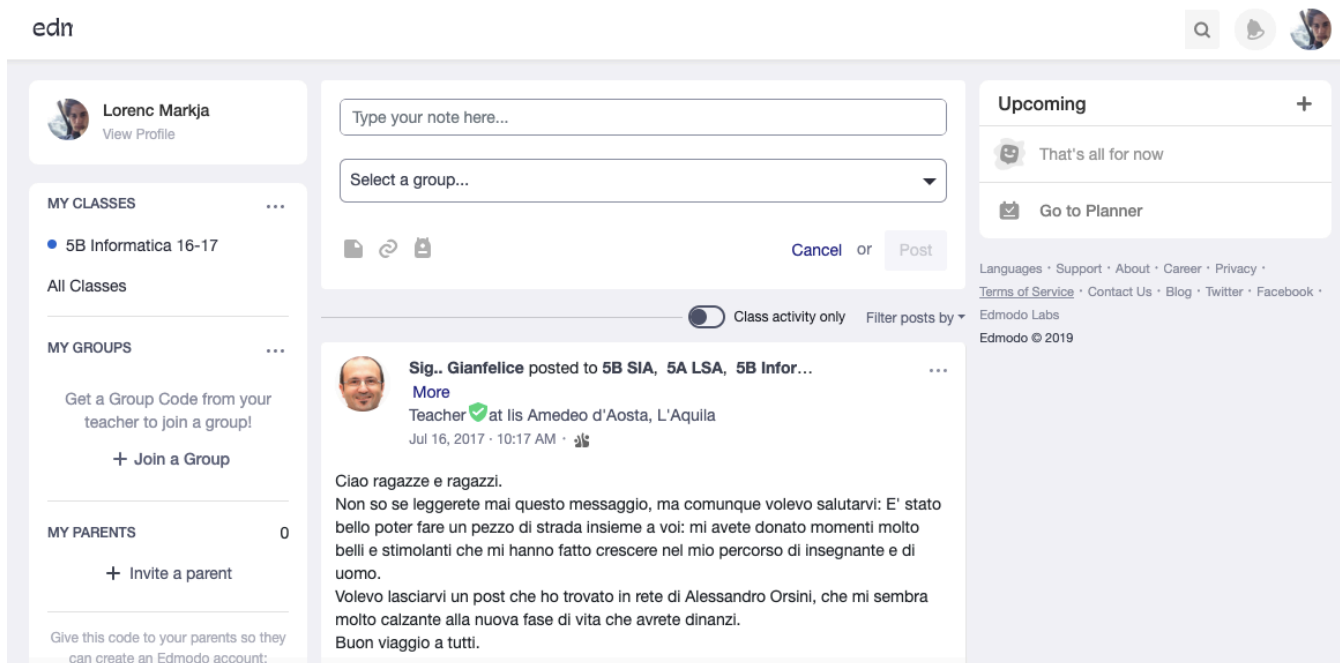 edm
Lorenc Markja
View Profile
MY CLASSES
5B Informatica 16-17
All Classes
MY GROUPS
Get a Group Code from your
teacher to join a group!
+ Join a Group
MY PARENTS 0
+ Invite a parent
Give this code to your parents so they
can create an Edmodo account:
Type your note here...
Select a group...
Cancel or Post
Class activity only Filter posts by
Sig.. Gianfelice posted to 5B SIA, 5A LSA, 5B Infor...
More
Teacher at Iis Amedeo d'Aosta, L'Aquila
Jul 16, 2017 · 10:17 AM ·
Ciao ragazze e ragazzi.
Non so se leggerete mai questo messaggio, ma comunque volevo salutarvi: E' stato
bello poter fare un pezzo di strada insieme a voi: mi avete donato momenti molto
belli e stimolanti che mi hanno fatto crescere nel mio percorso di insegnante e di
uomo.
Volevo lasciarvi un post che ho trovato in rete di Alessandro Orsini, che mi sembra
molto calzante alla nuova fase di vita che avrete dinanzi.
Buon viaggio a tutti.
Upcoming +
That's all for now
Go to Planner
Languages · Support · About · Career · Privacy ·
Terms of Service · Contact Us · Blog · Twitter · Facebook ·
Edmodo Labs
Edmodo © 2019